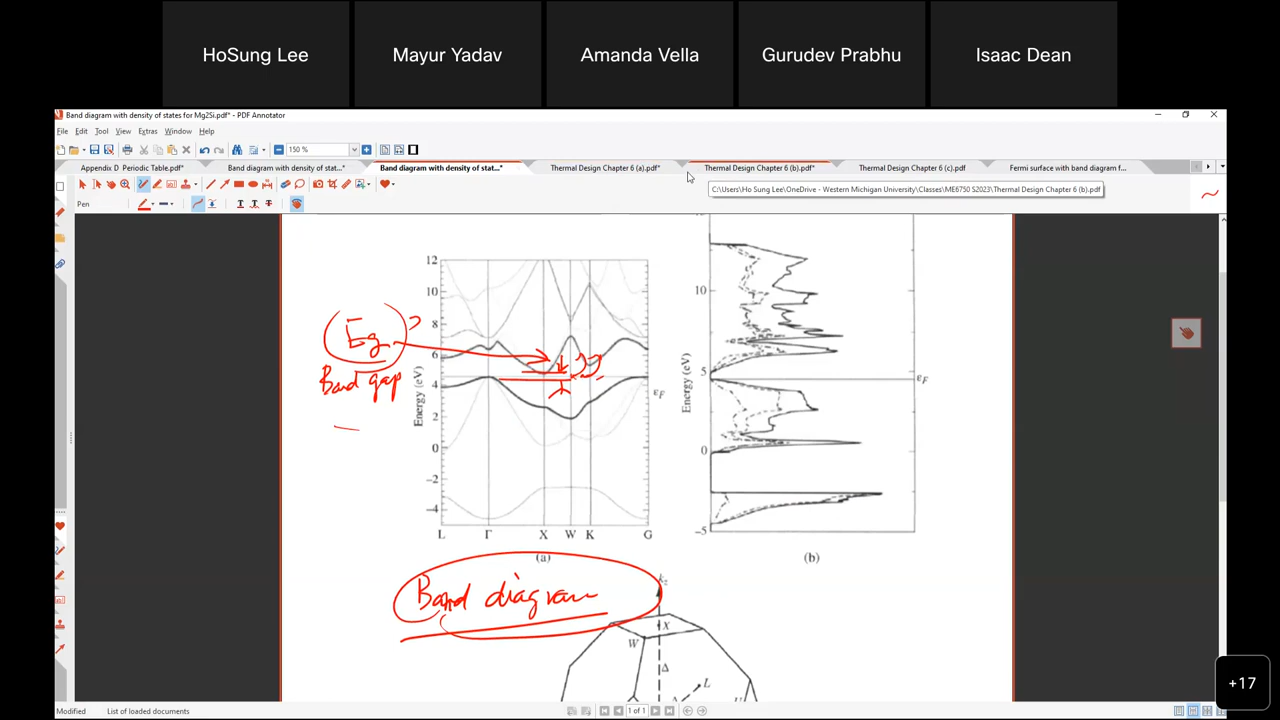 HoSung Lee
Mayur Yadav
Amanda Vella
Gurudev Prabhu
Isaac Dean
Band diagram with density of states for Mg2Si.pdf* - PDF Annotator
File Edit Tool View Extras Window Help
150 %
Appendix D Periodic Table.pdf*
Band diagram with density of stat...*
Band diagram with density of stat...*
Thermal Design Chapter 6 (a).pdf*
Thermal Design Chapter 6 (b).pdf*
Thermal Design Chapter 6 (c).pdf
Fermi surface with band diagram f...
C:\Users\Ho Sung Lee\OneDrive - Western Michigan University\Classes\ME6750 S2023\Thermal Design Chapter 6 (b).pdf
Pen
Eg
Band gap
Energy (eV)
12
10
8
6
4
2
0
−2
−4
L Γ X W K G
εF
(a)
Energy (eV)
10
5
0
−5
εF
(b)
Band diagram
kz
X
W
Δ
L
Modified
List of loaded documents
1 of 1
+17